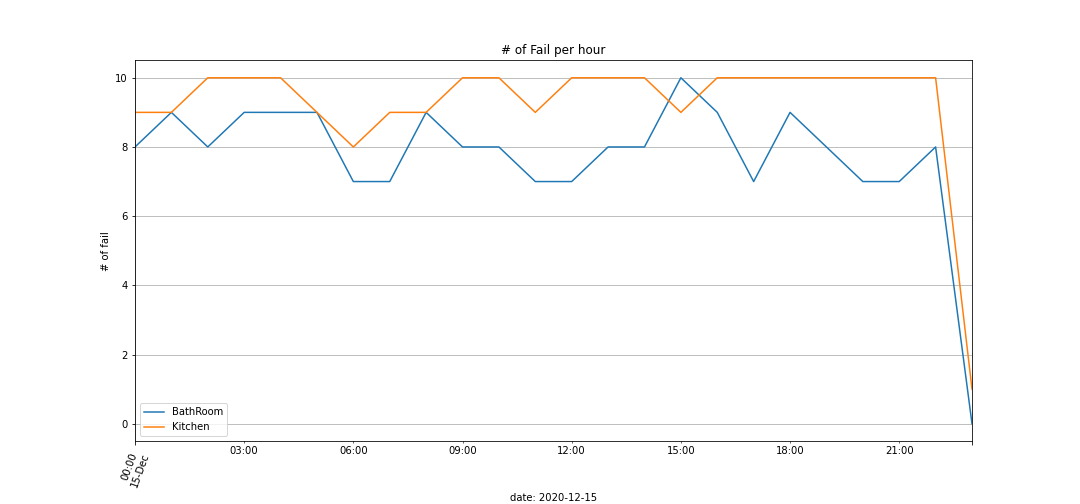 # of Fail per hour
10
8
6
4
2
0
# of fail
BathRoom
Kitchen
00:00
15-Dec
03:00
06:00
09:00
12:00
15:00
18:00
21:00
date: 2020-12-15